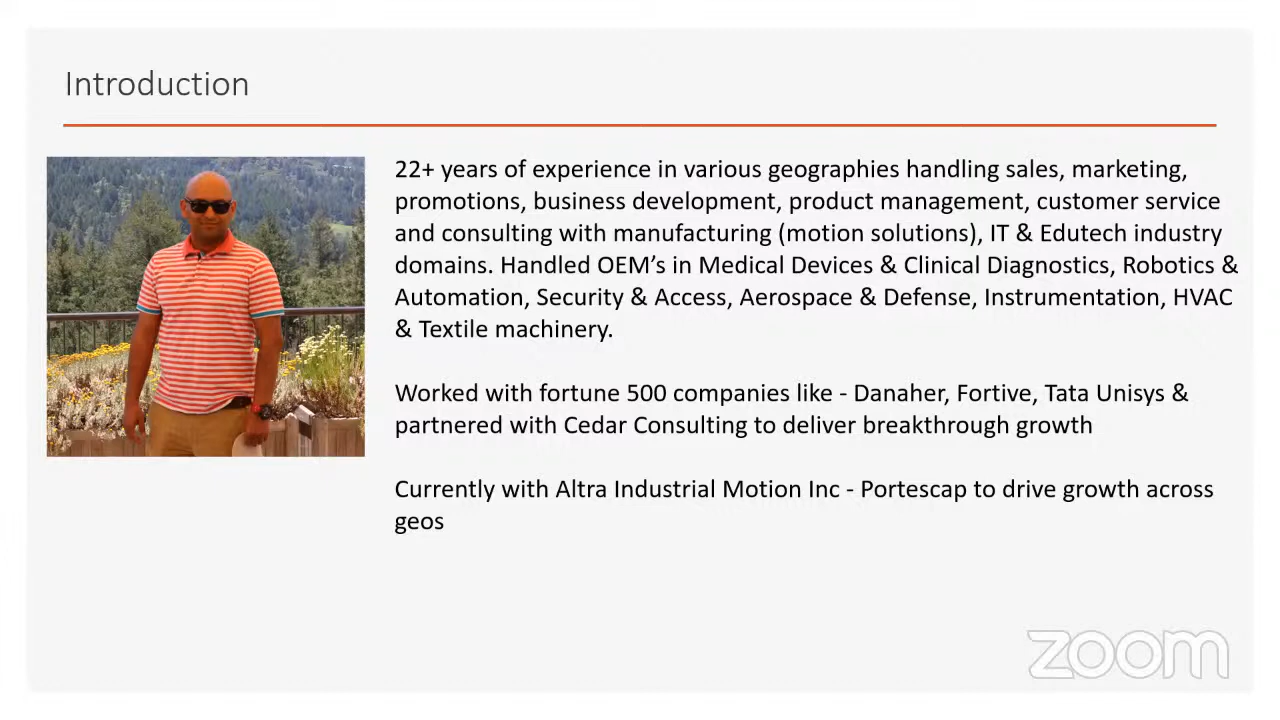 Introduction
22+ years of experience in various geographies handling sales, marketing,
promotions, business development, product management, customer service
and consulting with manufacturing (motion solutions), IT & Edutech industry
domains. Handled OEM’s in Medical Devices & Clinical Diagnostics, Robotics &
Automation, Security & Access, Aerospace & Defense, Instrumentation, HVAC
& Textile machinery.
Worked with fortune 500 companies like - Danaher, Fortive, Tata Unisys &
partnered with Cedar Consulting to deliver breakthrough growth
Currently with Altra Industrial Motion Inc - Portescap to drive growth across
geos
zoom